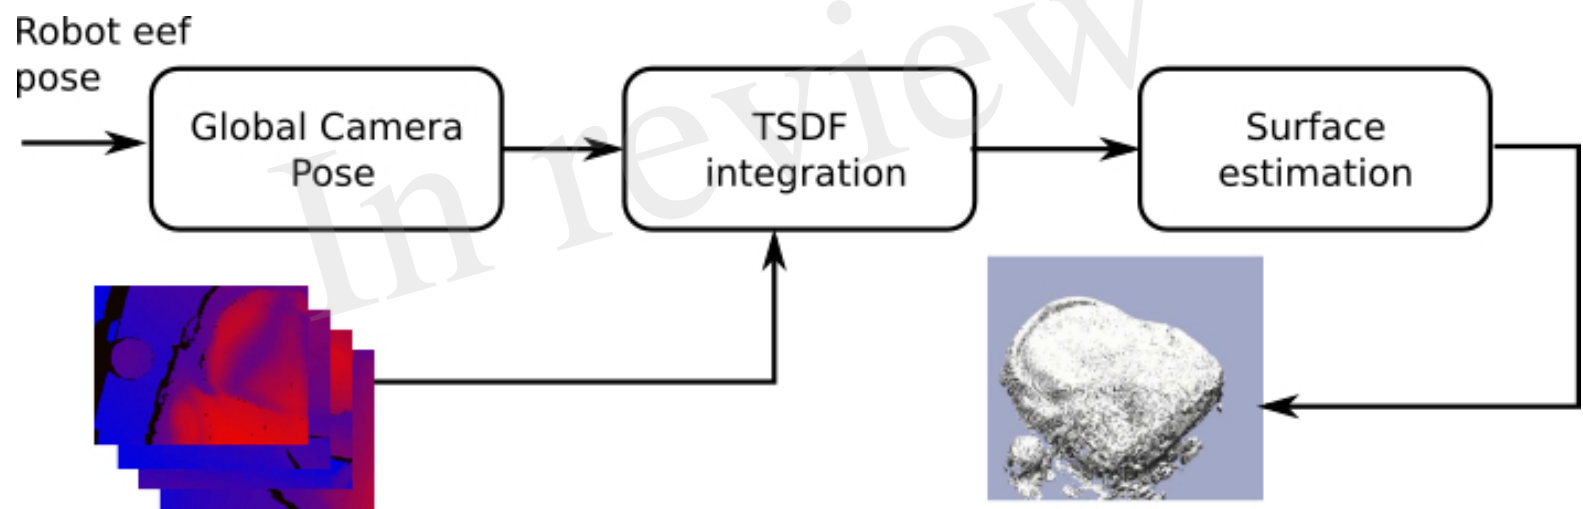 Robot eef
pose
Global Camera
Pose
TSDF
integration
Surface
estimation
In review